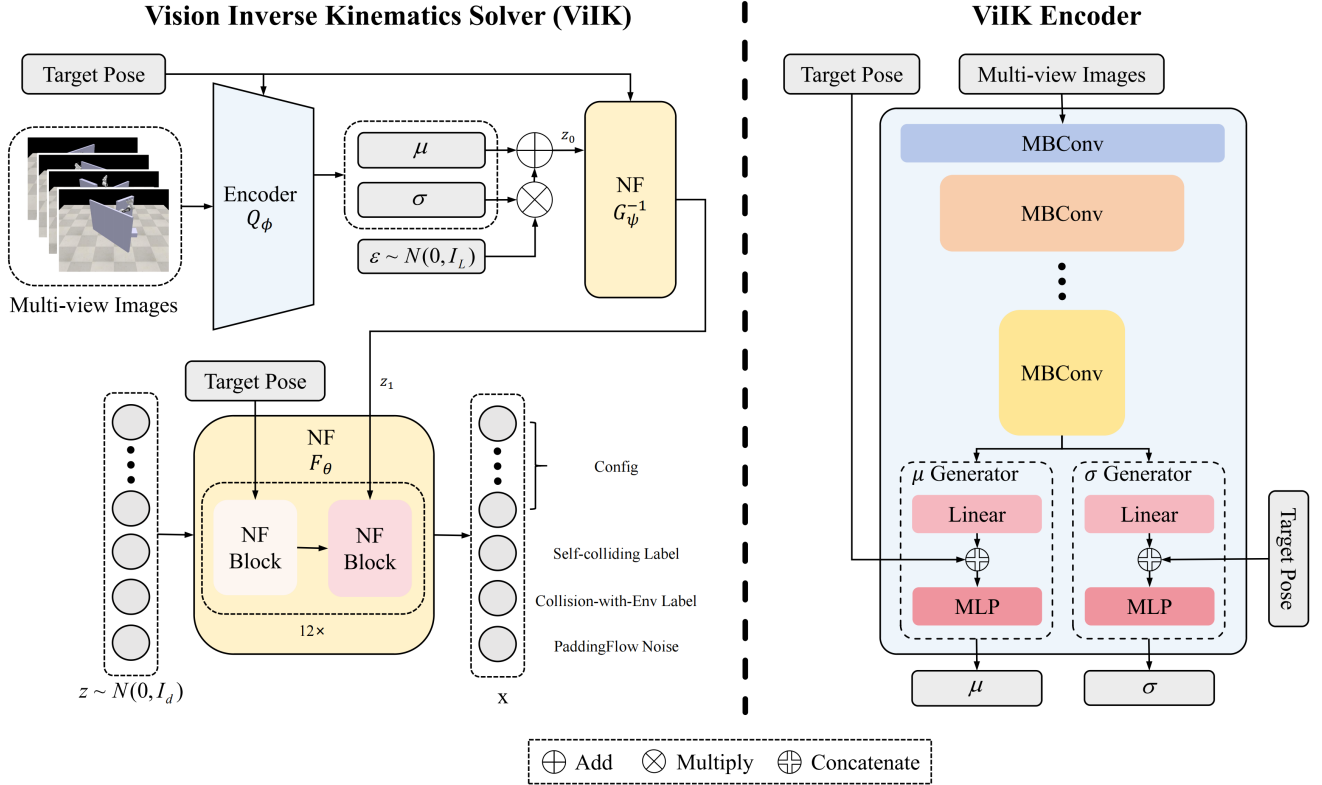 Vision Inverse Kinematics Solver (ViIK)
Target Pose
Multi-view Images
Encoder
Q_ϕ
μ
σ
ε ~ N(0, I_L)
z_0
NF
G_ψ^{-1}
Target Pose
z_1
NF
F_θ
NF
Block
NF
Block
12×
z ~ N(0, I_d)
Config
Self-colliding Label
Collision-with-Env Label
PaddingFlow Noise
x
ViIK Encoder
Target Pose
Multi-view Images
MBConv
MBConv
MBConv
μ Generator
σ Generator
Linear
Linear
MLP
MLP
Target Pose
μ
σ
Add
Multiply
Concatenate